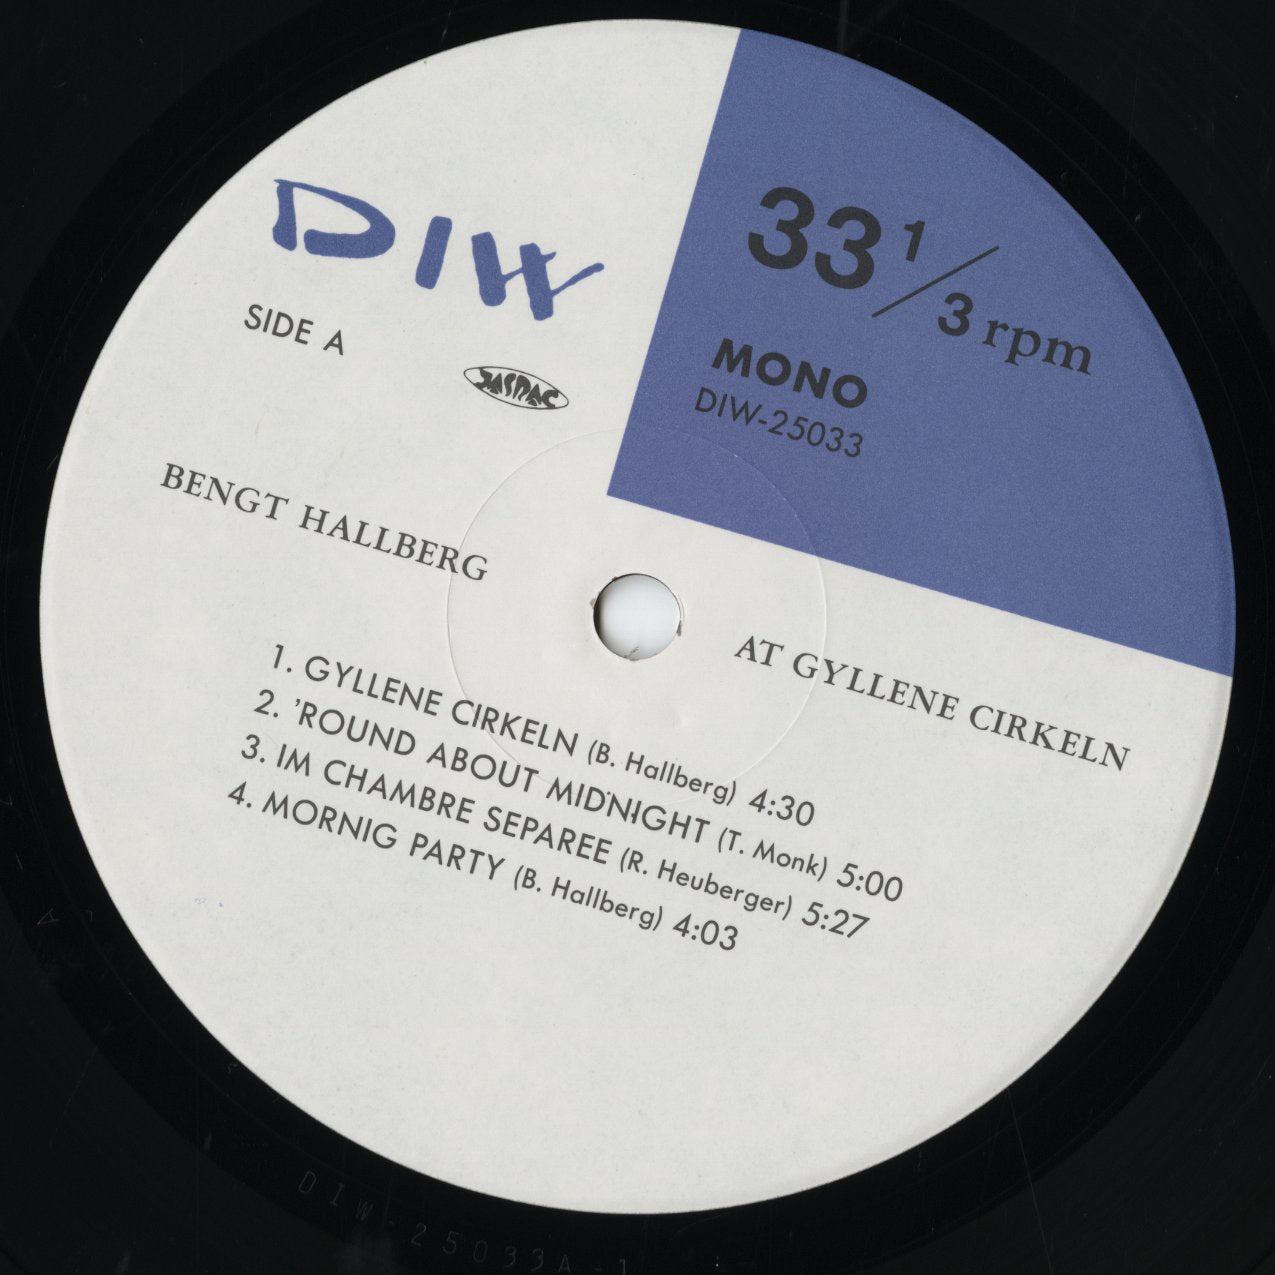 DIW
SIDE A
JASRAC
33 1/3 rpm
MONO
DIW-25033
BENGT HALLBERG
AT GYLLENE CIRKELN
1. GYLLENE CIRKELN (B. Hallberg) 4:30
2. 'ROUND ABOUT MIDNIGHT (T. Monk) 5:00
3. IM CHAMBRE SEPAREE (R. Heuberger) 5:27
4. MORNIG PARTY (B. Hallberg) 4:03
DIW-25033A-1